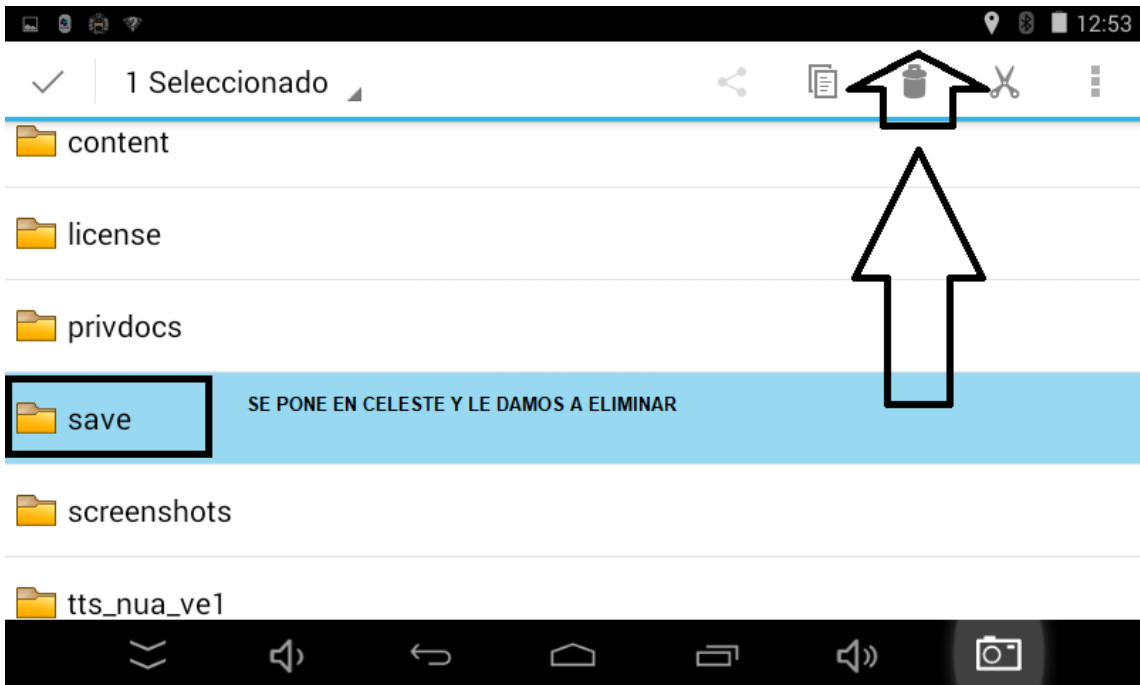 12:53
1 Seleccionado
content
license
privdocs
save
SE PONE EN CELESTE Y LE DAMOS A ELIMINAR
screenshots
tts_nua_ve1